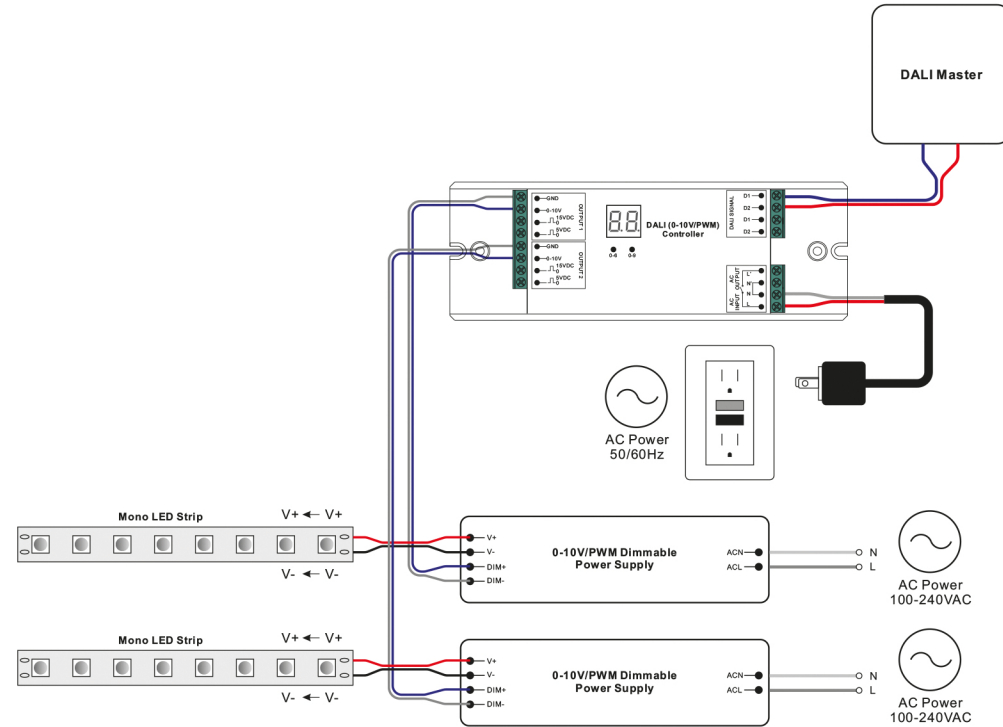 DALI Master
GND
0-10V
15VDC
5VDC
OUTPUT 1
GND
0-10V
15VDC
5VDC
OUTPUT 2
DALI (0-10V/PWM)
Controller
0-8
0-9
DALI SIGNAL
D1
D2
D1
D2
AC OUTPUT
L
N
AC INPUT
N
L
AC Power
50/60Hz
Mono LED Strip
V+ V+
V- V-
V+
V-
DIM+
DIM-
0-10V/PWM Dimmable
Power Supply
ACN
ACL
N
L
AC Power
100-240VAC
Mono LED Strip
V+ V+
V- V-
V+
V-
DIM+
DIM-
0-10V/PWM Dimmable
Power Supply
ACN
ACL
N
L
AC Power
100-240VAC